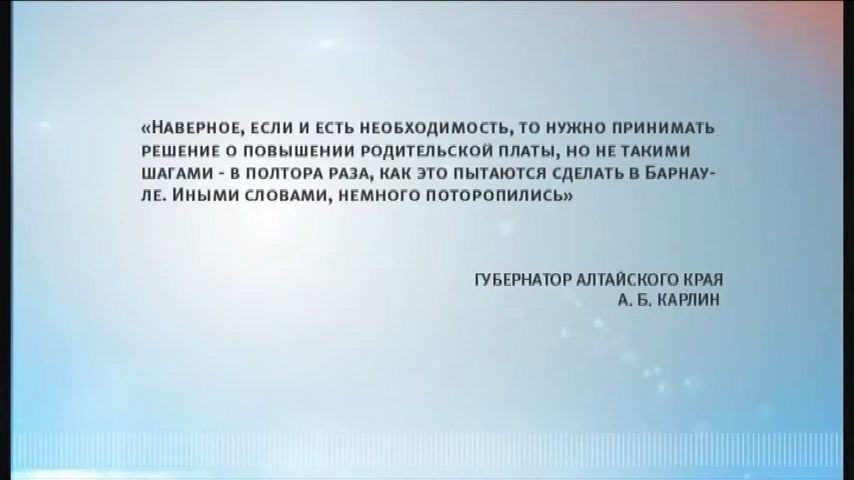 «Наверное, если и есть необходимость, то нужно принимать
решение о повышении родительской платы, но не такими
шагами - в полтора раза, как это пытаются сделать в Барнау-
ле. Иными словами, немного поторопились»
ГУБЕРНАТОР АЛТАЙСКОГО КРАЯ
А. Б. КАРЛИН